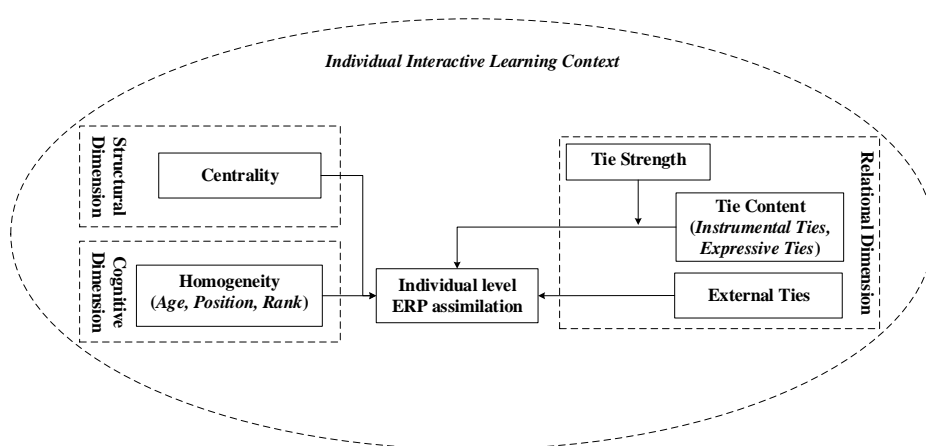 Individual Interactive Learning Context
Structural
Dimension
Centrality
Cognitive
Dimension
Homogeneity
(Age, Position, Rank)
Individual level
ERP assimilation
Tie Strength
Tie Content
(Instrumental Ties,
Expressive Ties)
External Ties
Relational Dimension